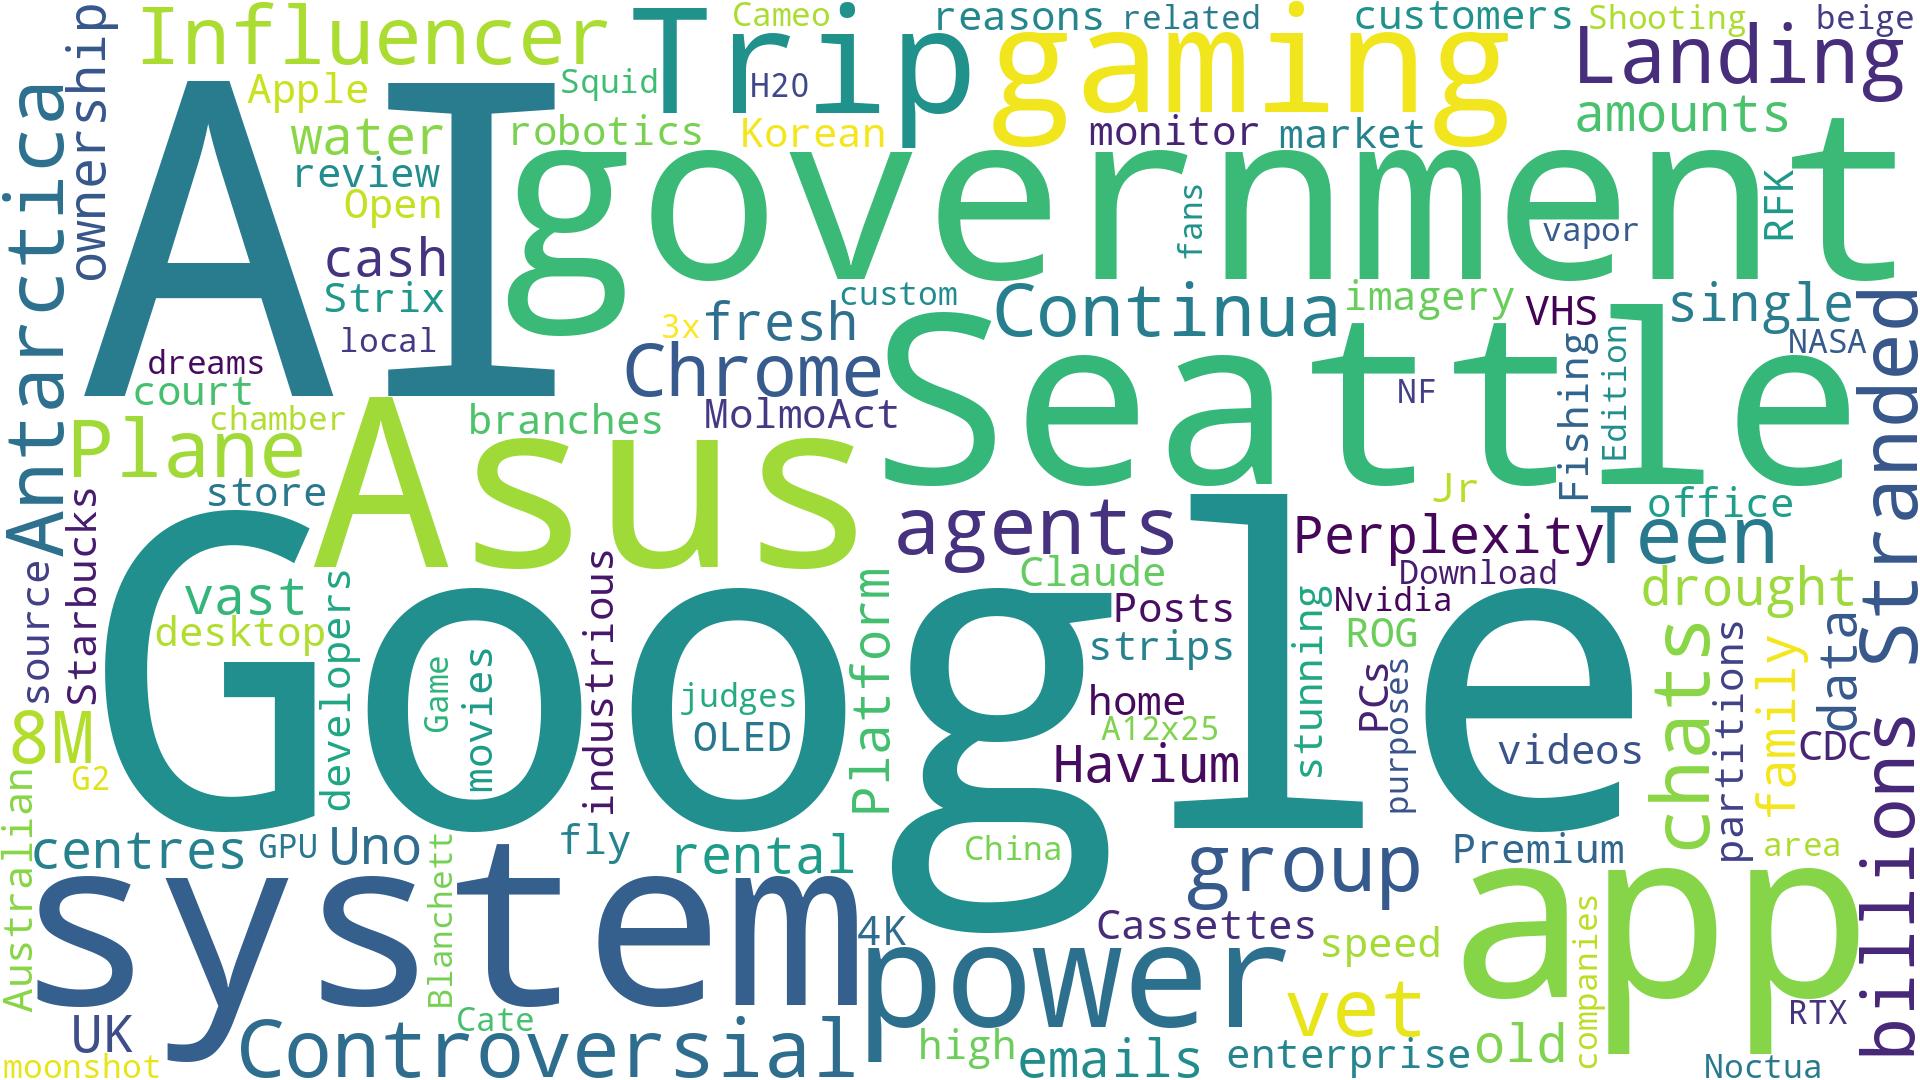 Influencer
Trip
Cameo
reasons
related
customers
Shooting
beige
gaming
Landing
ownership
Antarctica
AI
Apple
Squid
H2O
water
robotics
Korean
monitor
market
amounts
review
Open
government
fans
vapor
RFK
cash
Strix
local
custom
3x
fresh
Continua
imagery
VHS
single
NASA
Stranded
dreams
court
chamber
Chrome
Seattle
NF
Fishing
Edition
Plane
branches
MolmoAct
store
Asus
agents
Jr
office
Perplexity
Teen
Starbucks
source
vast
desktop
Google
Claude
Download
Posts
Nvidia
drought
developers
Game
movies
industrious
judges
OLED
Platform
strips
home
A12x25
Havium
stunning
ROG
PCs
purposes
videos
chats
partitions
family
data
CDC
8M
G2
Australian
centres
GPU
Uno
fly
rental
China
group
Premium
area
billions
system
Blanchett
Cate
4K
power
Cassettes
speed
app
companies
UK
Controversial
vet
RTX
moonshot
high
emails
enterprise
old
Noctua